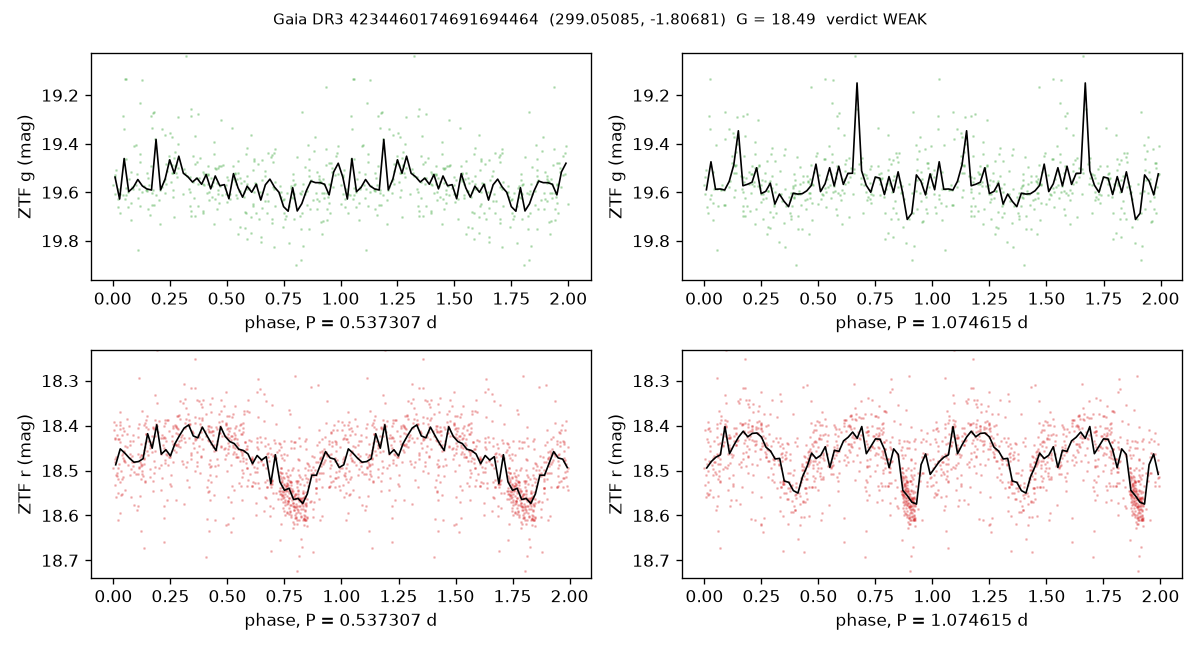 Gaia DR3 4234460174691694464 (299.05085, -1.80681) G = 18.49 verdict WEAK
ZTF g (mag)
19.2
19.4
19.6
19.8
0.00 0.25 0.50 0.75 1.00 1.25 1.50 1.75 2.00
phase, P = 0.537307 d
ZTF g (mag)
19.2
19.4
19.6
19.8
0.00 0.25 0.50 0.75 1.00 1.25 1.50 1.75 2.00
phase, P = 1.074615 d
ZTF r (mag)
18.3
18.4
18.5
18.6
18.7
0.00 0.25 0.50 0.75 1.00 1.25 1.50 1.75 2.00
phase, P = 0.537307 d
ZTF r (mag)
18.3
18.4
18.5
18.6
18.7
0.00 0.25 0.50 0.75 1.00 1.25 1.50 1.75 2.00
phase, P = 1.074615 d